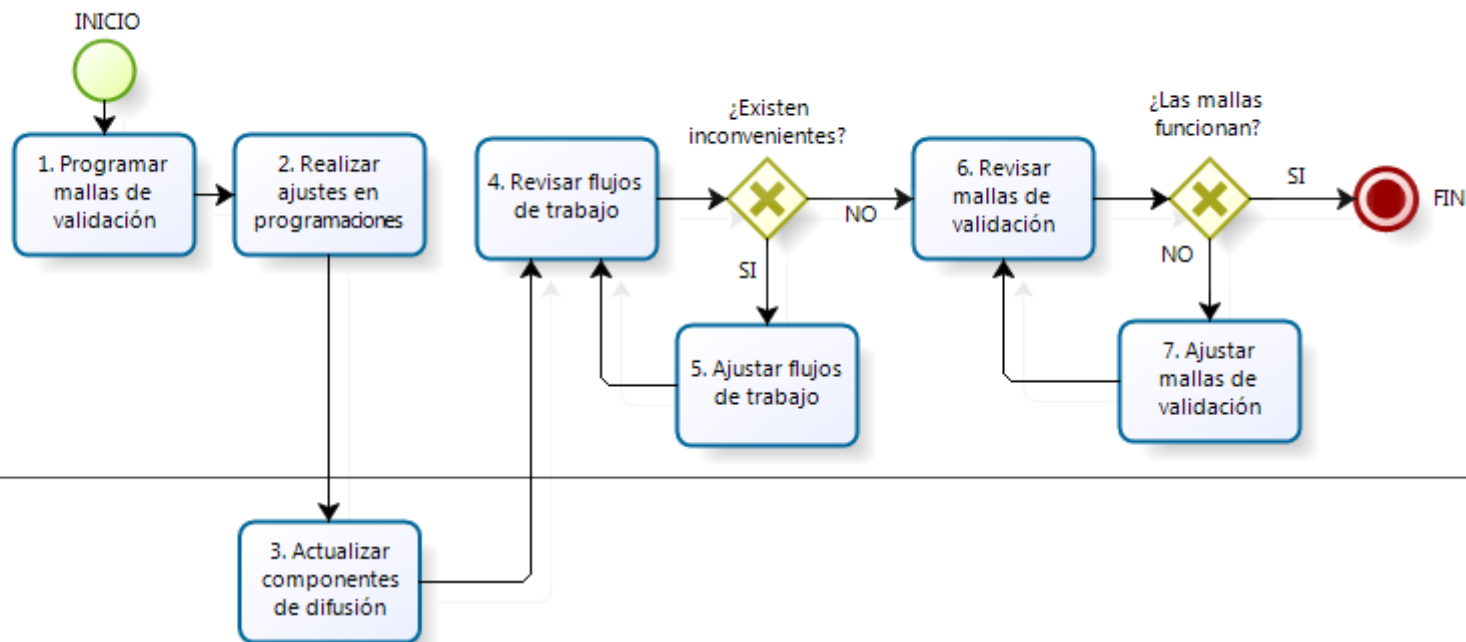 INICIO
1. Programar
mallas de
validación
2. Realizar
ajustes en
programaciones
3. Actualizar
componentes
de difusión
4. Revisar flujos
de trabajo
¿Existen
inconvenientes?
NO
SI
5. Ajustar flujos
de trabajo
6. Revisar
mallas de
validación
¿Las mallas
funcionan?
SI
FIN
NO
7. Ajustar
mallas de
validación